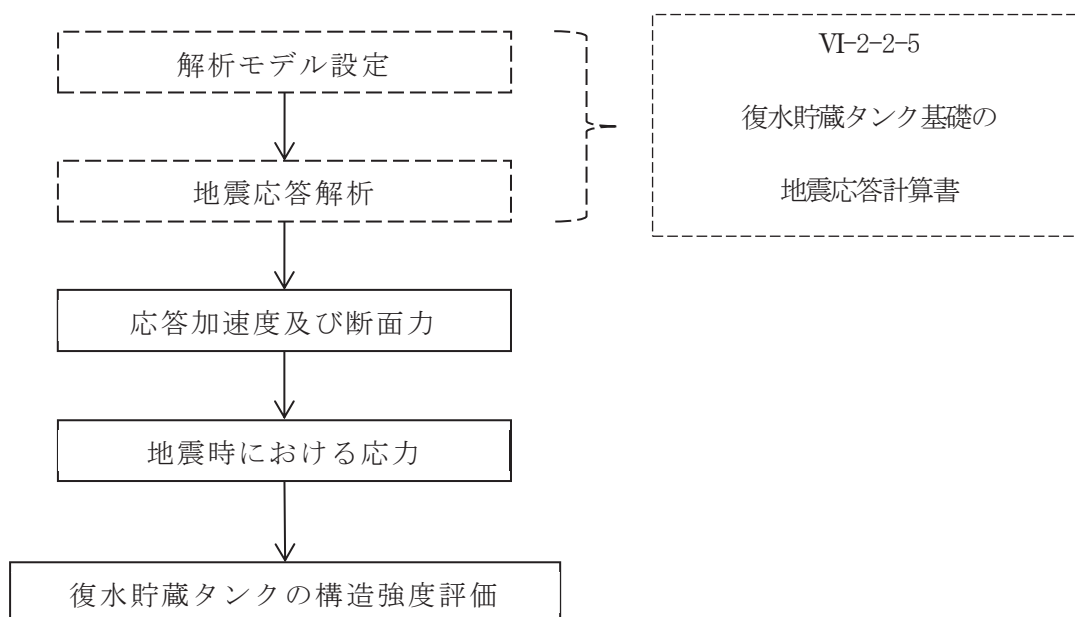 解析モデル設定
地震応答解析
応答加速度及び断面力
地震時における応力
復水貯蔵タンクの構造強度評価
Ⅵ-2-2-5
復水貯蔵タンク基礎の
地震応答計算書